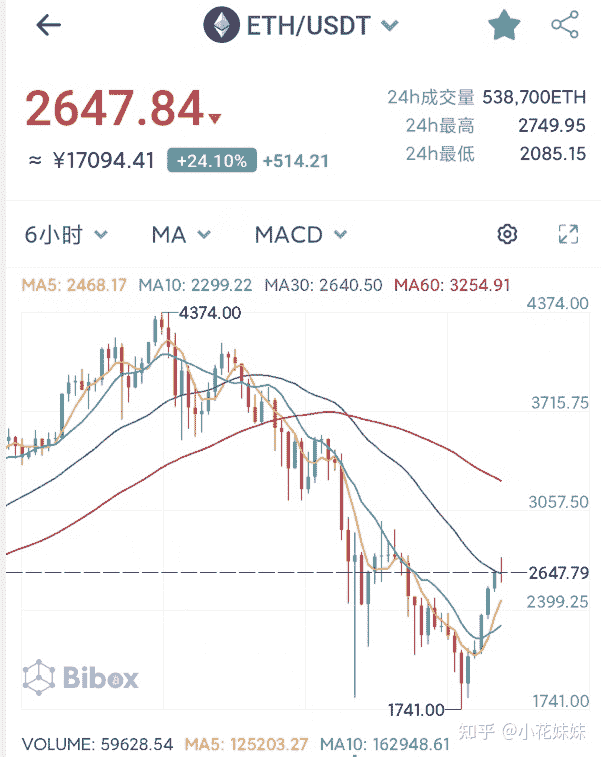 ETH/USDT
2647.84
24h成交量 538,700ETH
24h最高 2749.95
≈ ¥17094.41 +24.10% +514.21
24h最低 2085.15
6小时 MA MACD
MA5: 2468.17 MA10: 2299.22 MA30: 2640.50 MA60: 3254.91
4374.00
4374.00
3715.75
3057.50
2647.79
2399.25
Bibox
1741.00
1741.00
知乎 @小花妹妹
VOLUME: 59628.54 MA5: 125203.27 MA10: 162948.61